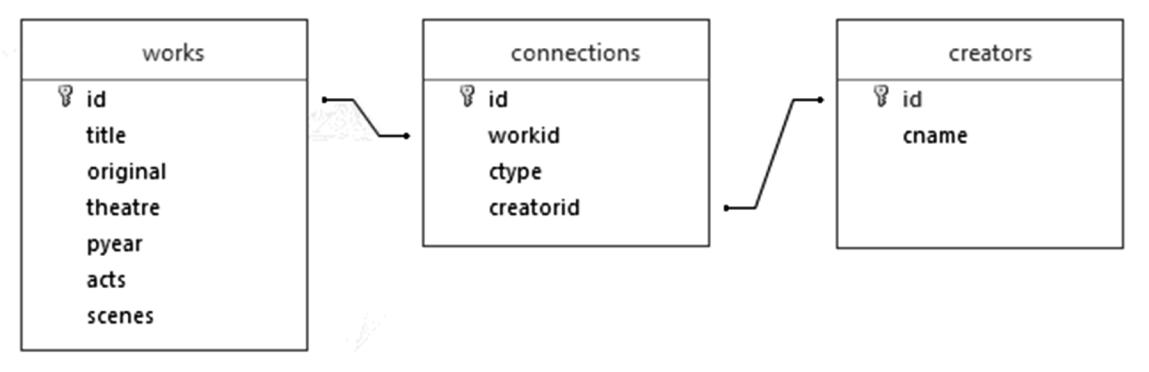 works
id
title
original
theatre
pyear
acts
scenes
connections
id
workid
ctype
creatorid
creators
id
cname